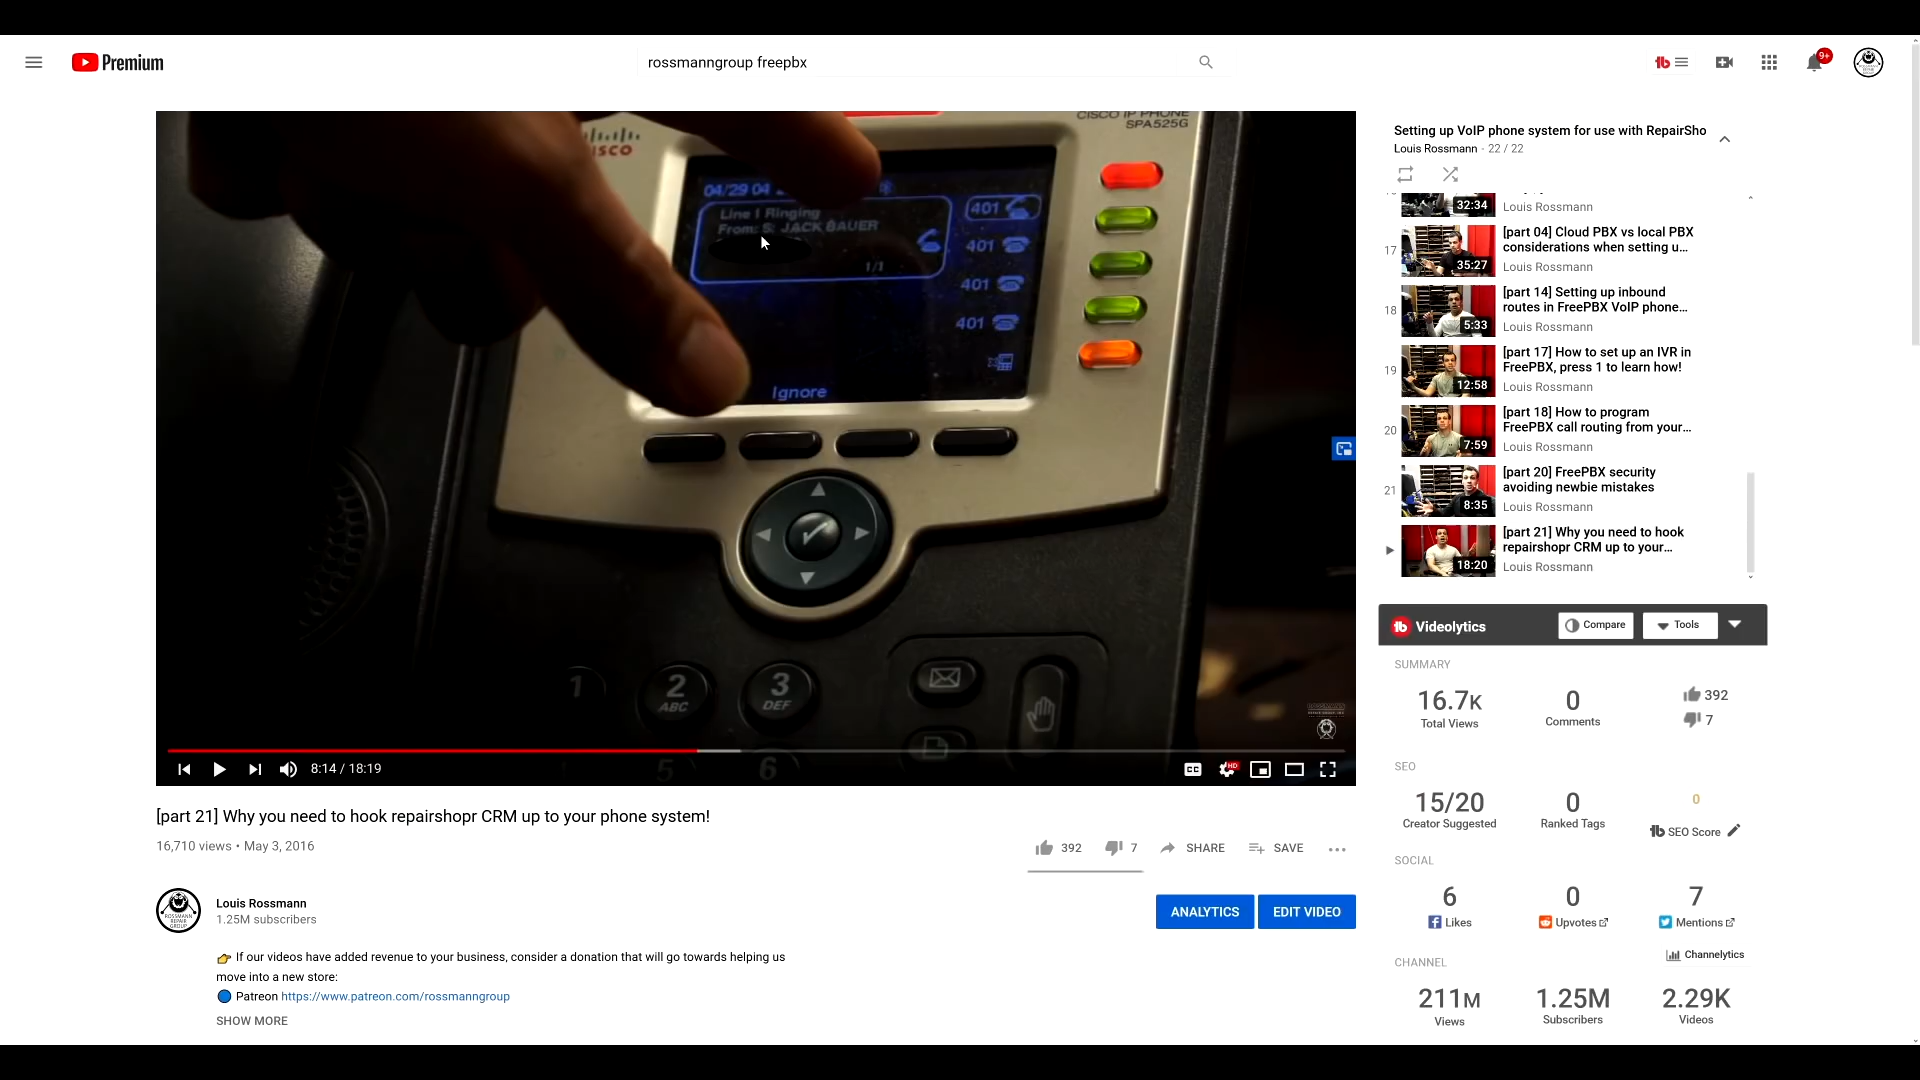 Premium
rossmanngroup freepbx
9+
CISCO IP PHONE
SPA525G
04/29 04
Line 1 Ringing
From: S: JACK BAUER
1/1
401
401
401
401
Ignore
1
2
ABC
3
DEF
5
6
8:14 / 18:19
CC
HD
[part 21] Why you need to hook repairshopr CRM up to your phone system!
16,710 views • May 3, 2016
392
7
SHARE
SAVE
Louis Rossmann
1.25M subscribers
ANALYTICS
EDIT VIDEO
👉 If our videos have added revenue to your business, consider a donation that will go towards helping us
move into a new store:
🔵 Patreon https://www.patreon.com/rossmanngroup
SHOW MORE
Setting up VoIP phone system for use with RepairSho
Louis Rossmann - 22 / 22
32:34
Louis Rossmann
17
35:27
[part 04] Cloud PBX vs local PBX
considerations when setting u...
Louis Rossmann
18
5:33
[part 14] Setting up inbound
routes in FreePBX VoIP phone...
Louis Rossmann
19
12:58
[part 17] How to set up an IVR in
FreePBX, press 1 to learn how!
Louis Rossmann
20
7:59
[part 18] How to program
FreePBX call routing from your...
Louis Rossmann
21
8:35
[part 20] FreePBX security
avoiding newbie mistakes
Louis Rossmann
18:20
[part 21] Why you need to hook
repairshopr CRM up to your...
Louis Rossmann
Videolytics
Compare
Tools
SUMMARY
16.7K
Total Views
0
Comments
392
7
SEO
15/20
Creator Suggested
0
Ranked Tags
0
SEO Score
SOCIAL
6
Likes
0
Upvotes
7
Mentions
Channelytics
CHANNEL
211M
Views
1.25M
Subscribers
2.29K
Videos